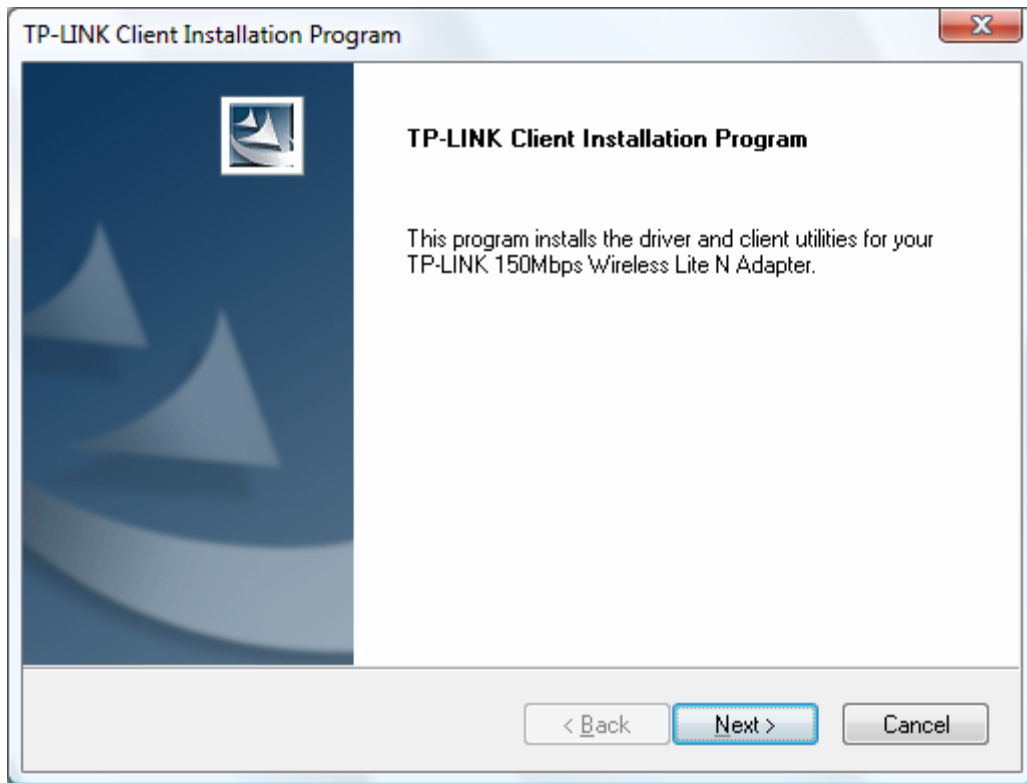 TP-LINK Client Installation Program
TP-LINK Client Installation Program
This program installs the driver and client utilities for your
TP-LINK 150Mbps Wireless Lite N Adapter.
< Back Next > Cancel